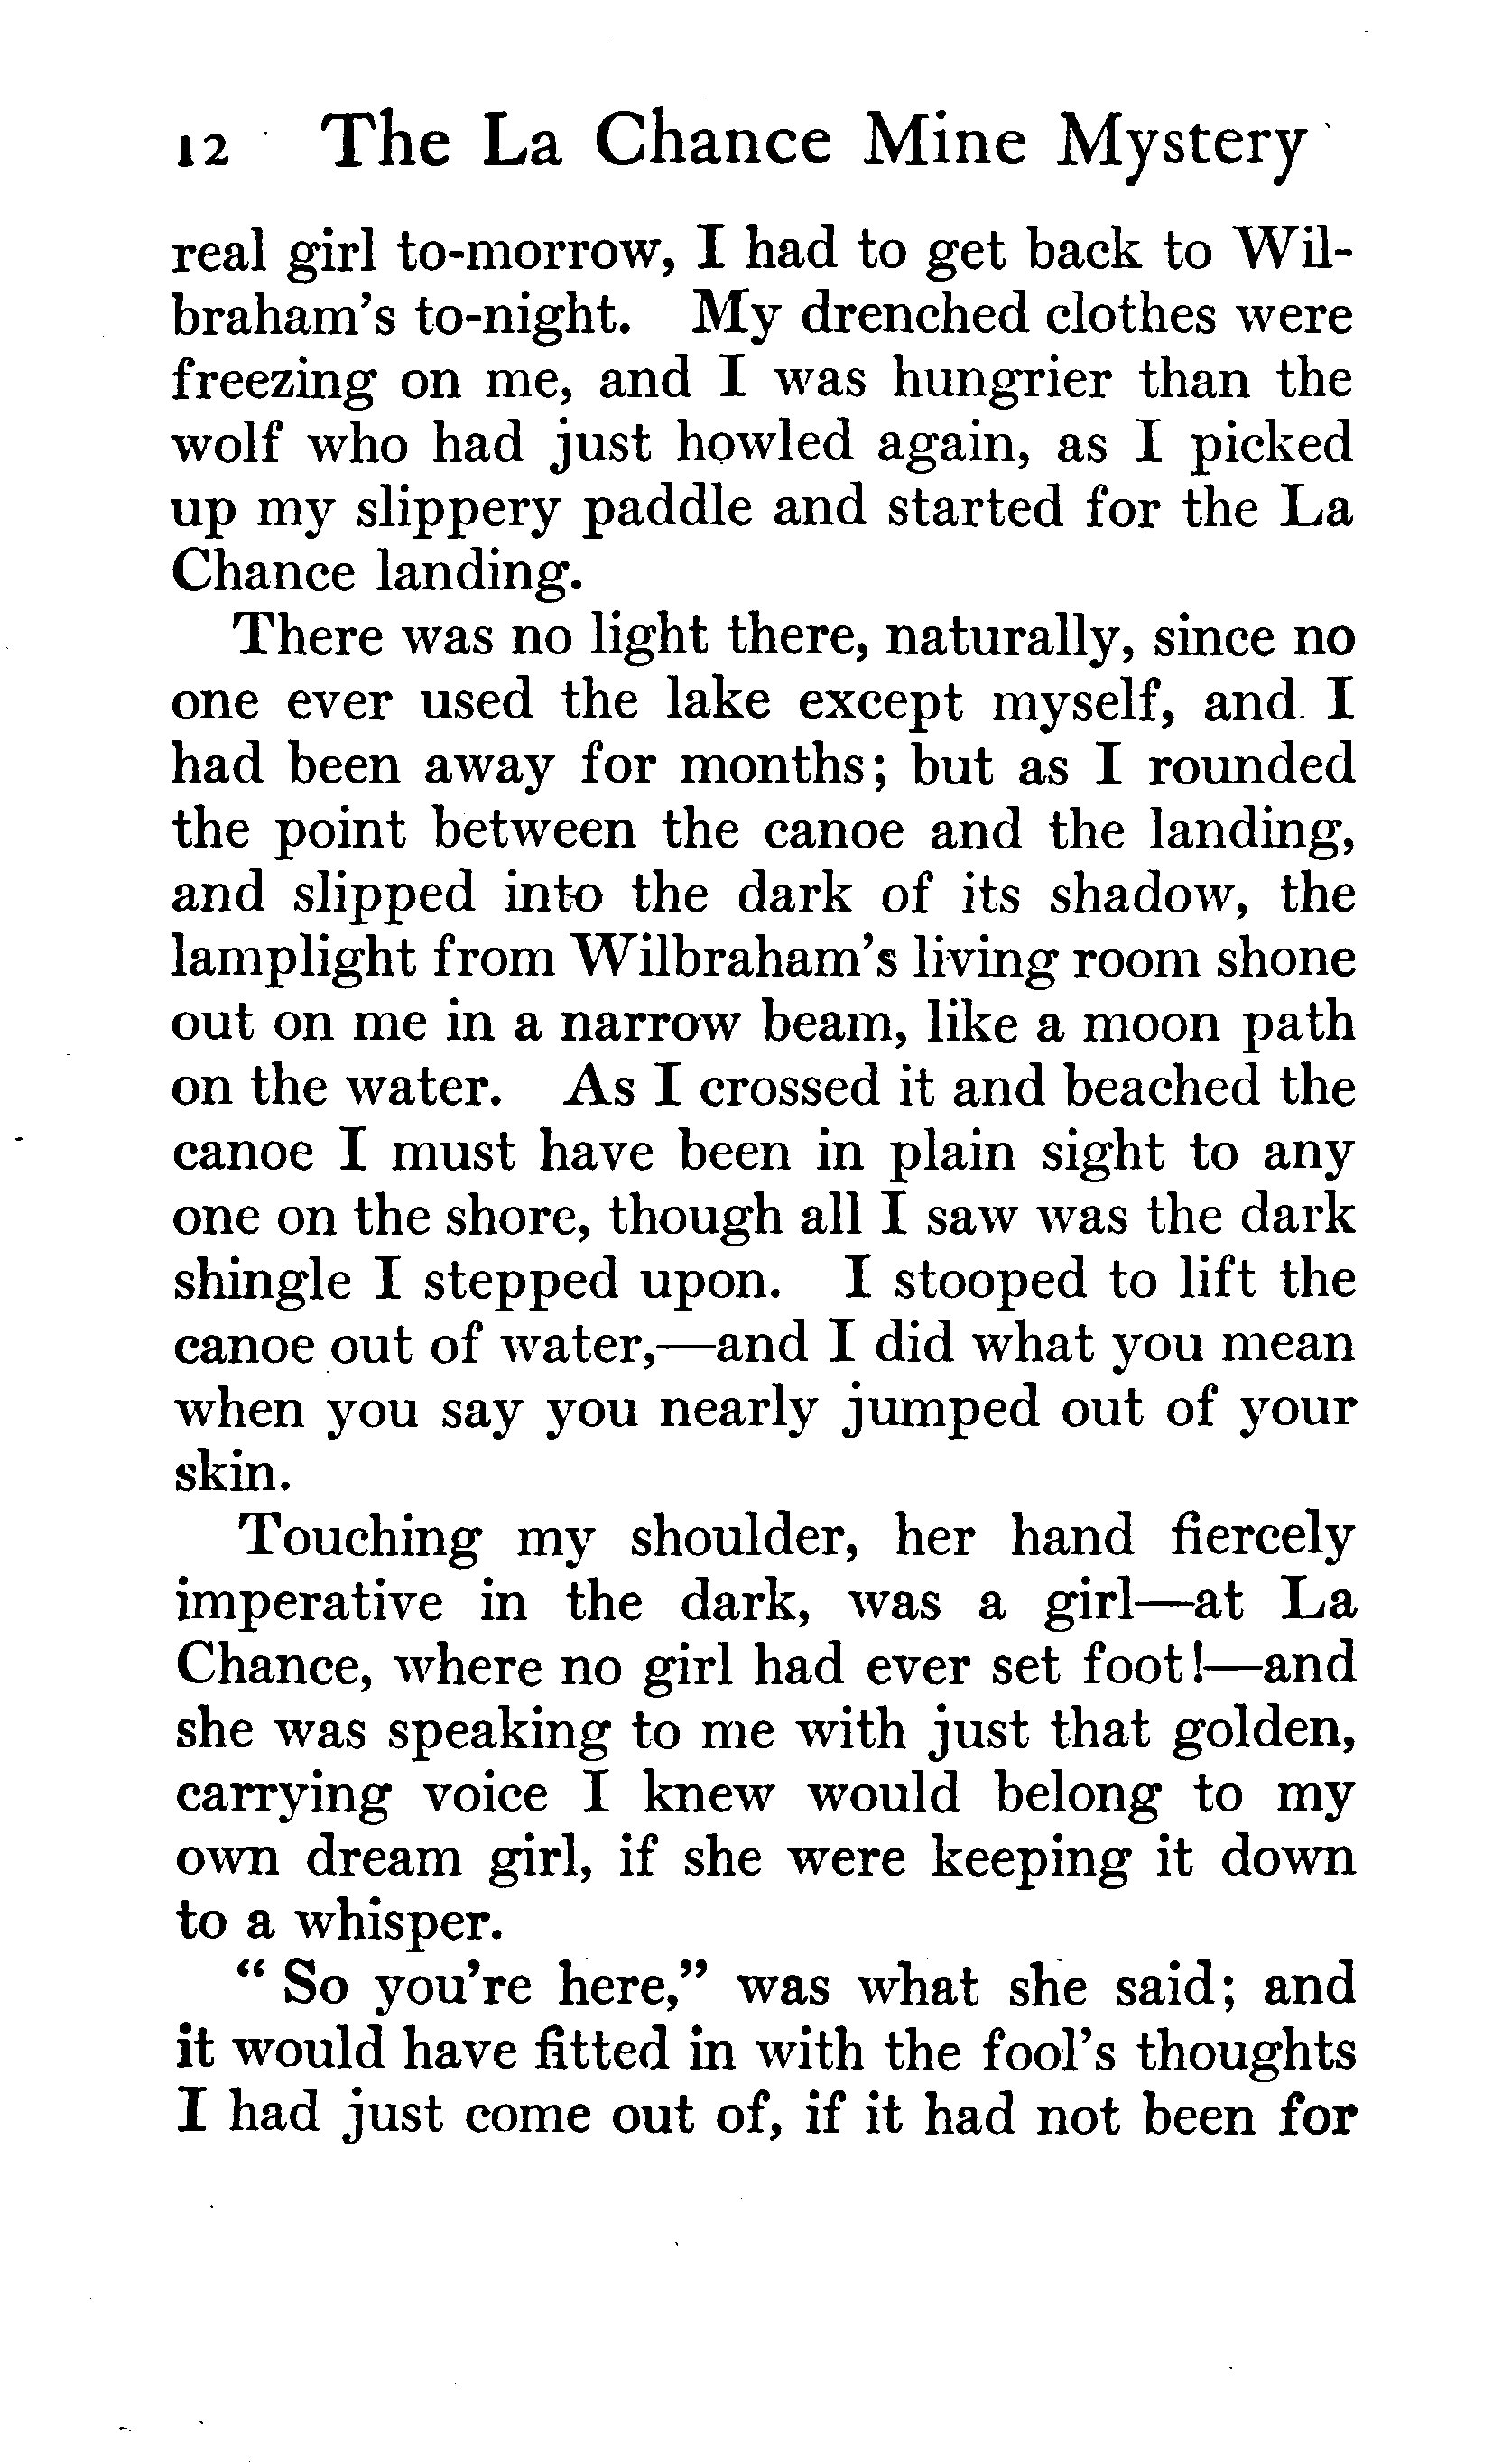 12 The La Chance Mine Mystery
real girl to-morrow, I had to get back to Wil-
braham's to-night. My drenched clothes were
freezing on me, and I was hungrier than the
wolf who had just howled again, as I picked
up my slippery paddle and started for the La
Chance landing.
There was no light there, naturally, since no
one ever used the lake except myself, and I
had been away for months; but as I rounded
the point between the canoe and the landing,
and slipped into the dark of its shadow, the
lamplight from Wilbraham's living room shone
out on me in a narrow beam, like a moon path
on the water. As I crossed it and beached the
canoe I must have been in plain sight to any
one on the shore, though all I saw was the dark
shingle I stepped upon. I stooped to lift the
canoe out of water,—and I did what you mean
when you say you nearly jumped out of your
skin.
Touching my shoulder, her hand fiercely
imperative in the dark, was a girl—at La
Chance, where no girl had ever set foot!—and
she was speaking to me with just that golden,
carrying voice I knew would belong to my
own dream girl, if she were keeping it down
to a whisper.
" So you're here," was what she said; and
it would have fitted in with the fool's thoughts
I had just come out of, if it had not been for